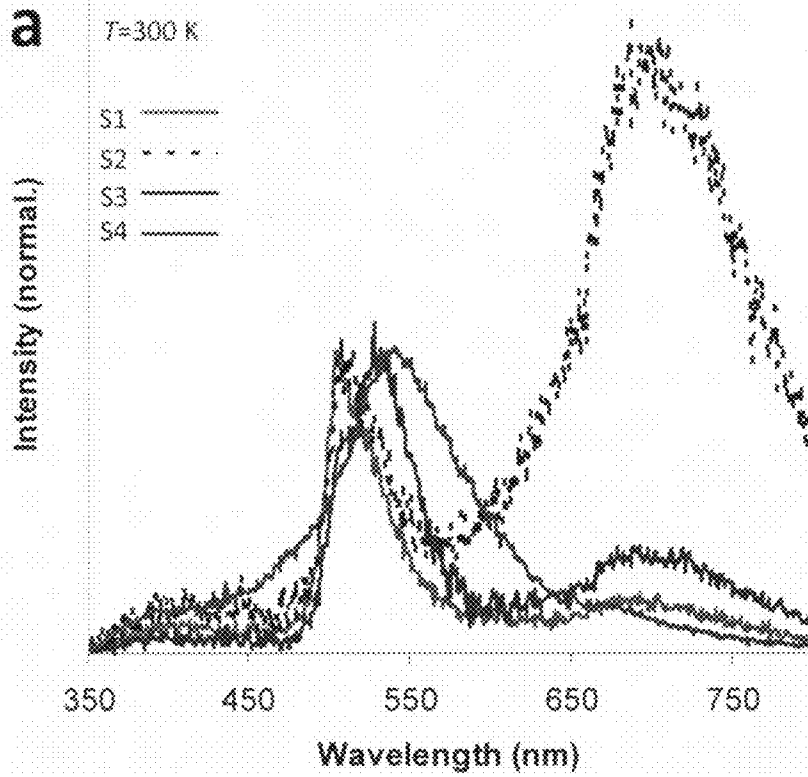 a
T=300 K
S1
S2
S3
S4
Intensity (normal.)
350 450 550 650 750
Wavelength (nm)